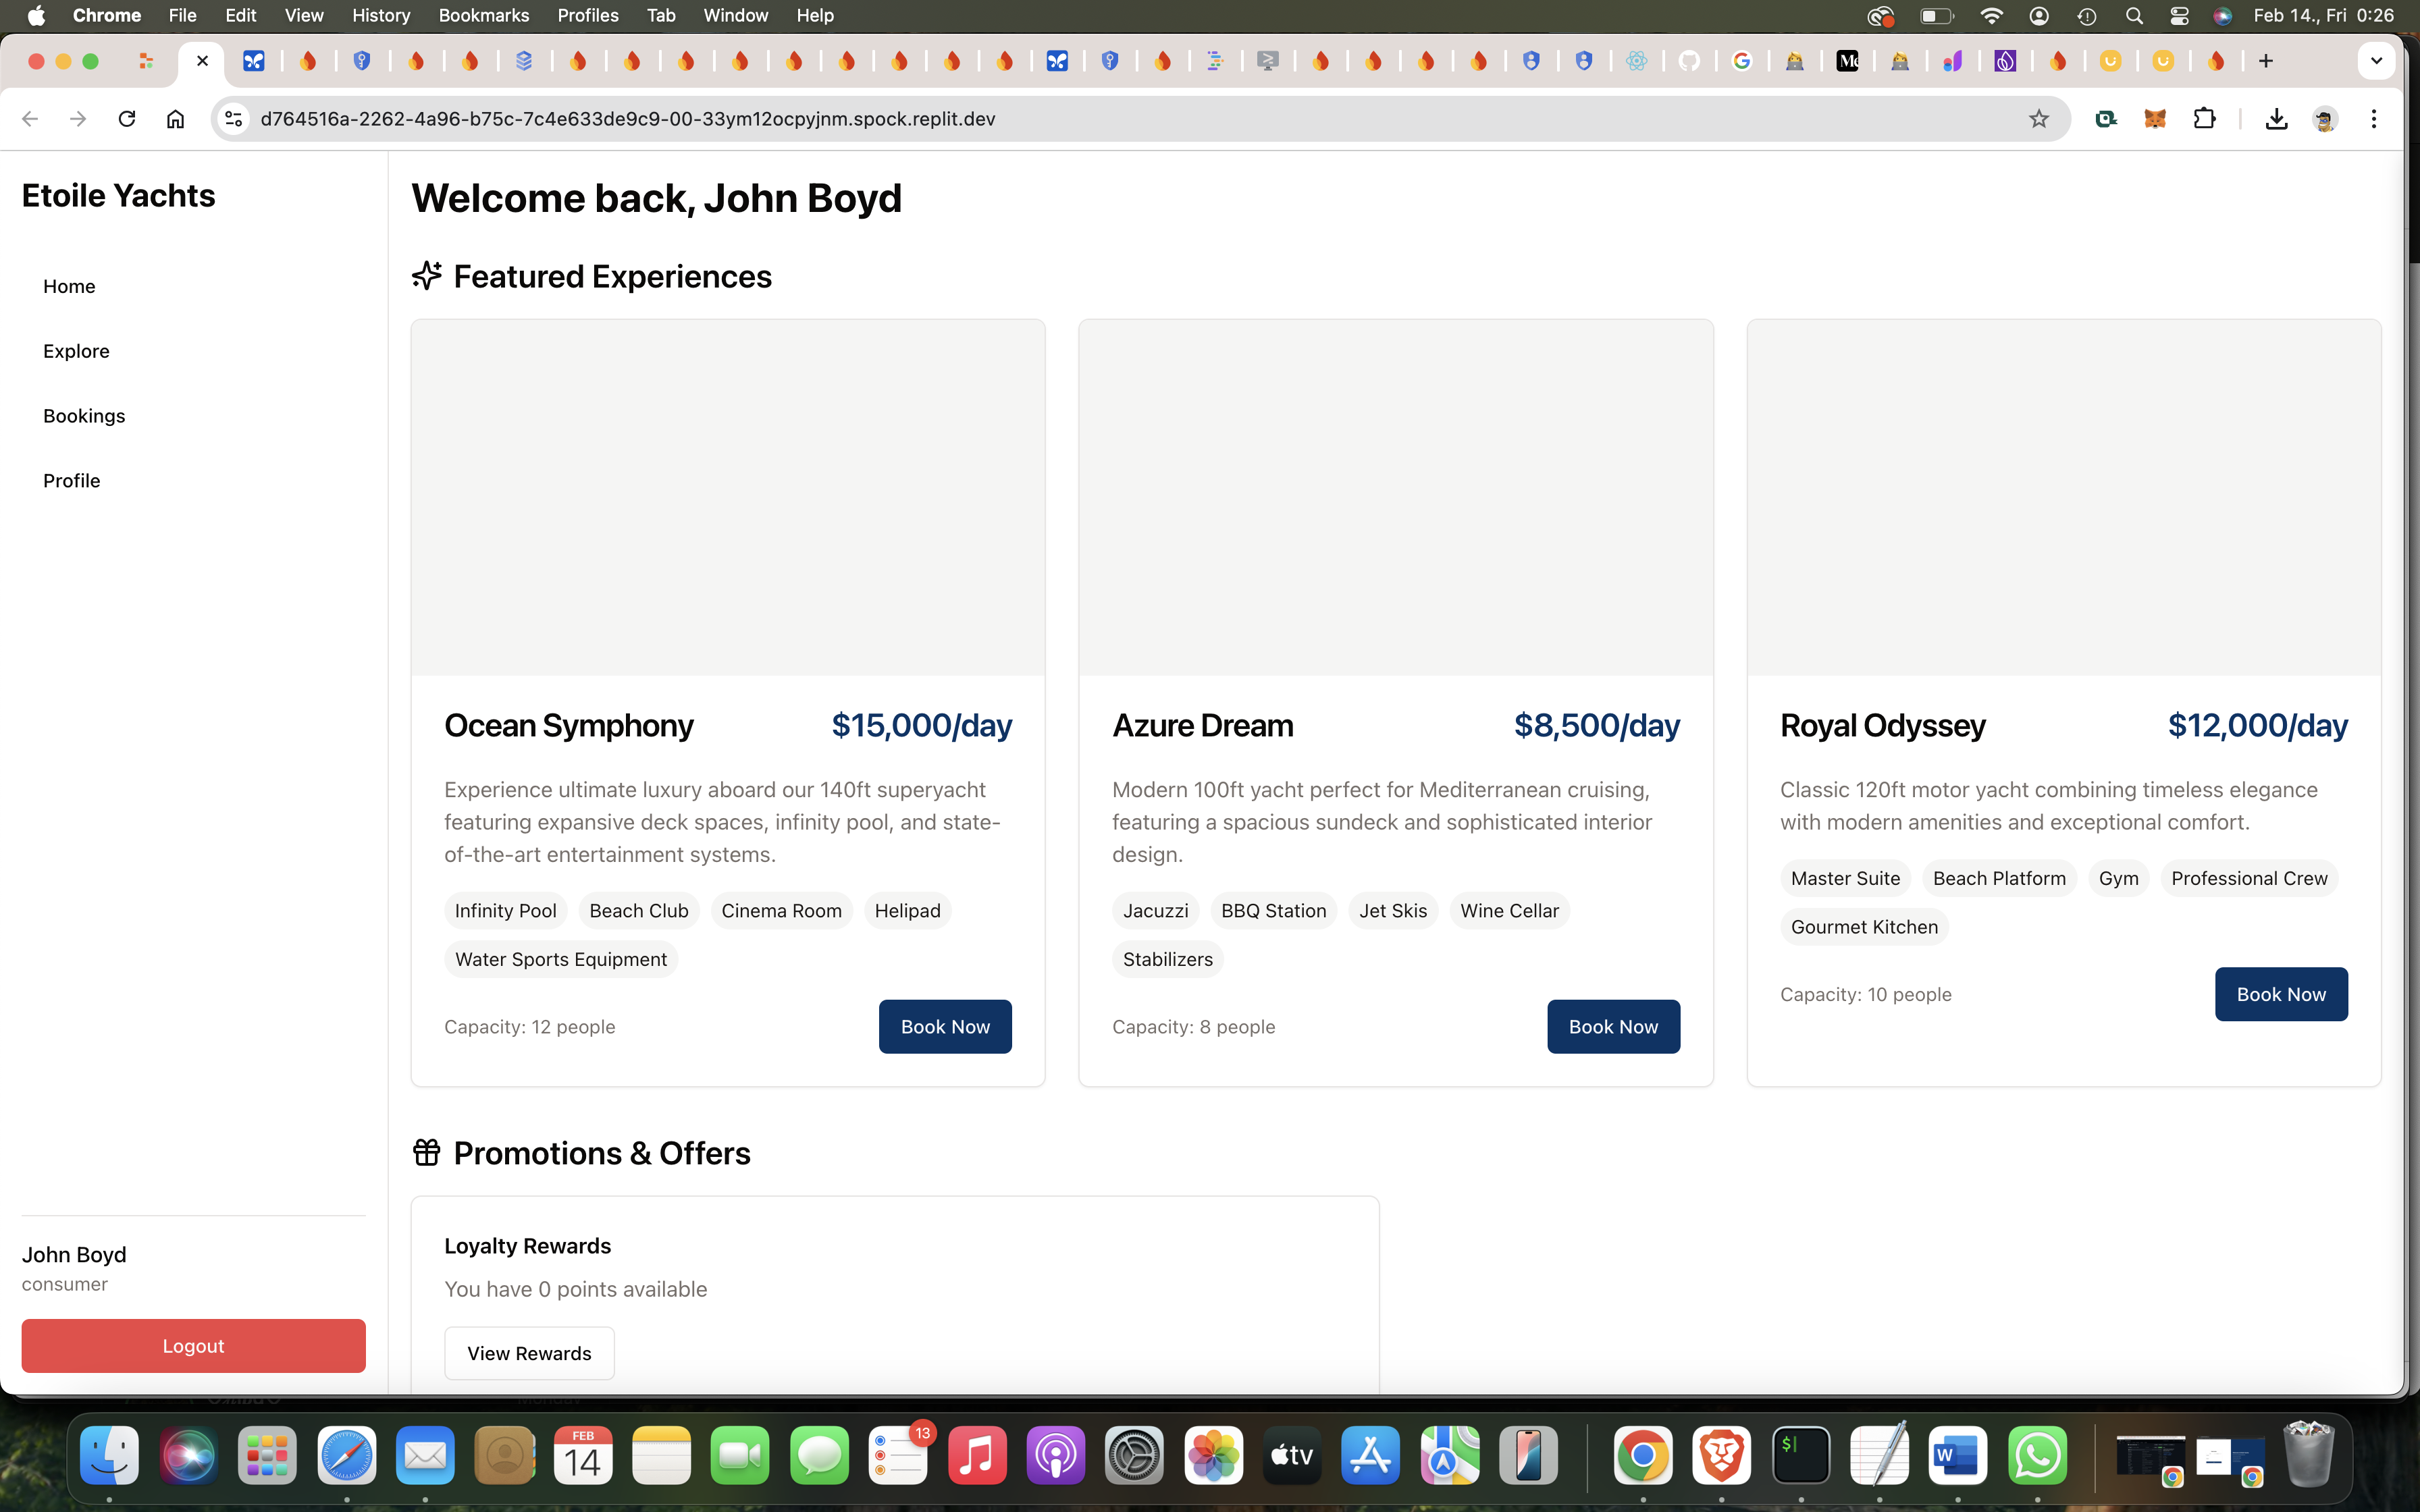 Chrome File Edit View History Bookmarks Profiles Tab Window Help Feb 14., Fri 0:26
d764516a-2262-4a96-b75c-7c4e633de9c9-00-33ym12ocpyjnm.spock.replit.dev
Etoile Yachts
Home
Explore
Bookings
Profile
John Boyd
consumer
Logout
Welcome back, John Boyd
Featured Experiences
Ocean Symphony $15,000/day
Experience ultimate luxury aboard our 140ft superyacht
featuring expansive deck spaces, infinity pool, and state-
of-the-art entertainment systems.
Infinity Pool Beach Club Cinema Room Helipad
Water Sports Equipment
Capacity: 12 people Book Now
Azure Dream $8,500/day
Modern 100ft yacht perfect for Mediterranean cruising,
featuring a spacious sundeck and sophisticated interior
design.
Jacuzzi BBQ Station Jet Skis Wine Cellar
Stabilizers
Capacity: 8 people Book Now
Royal Odyssey $12,000/day
Classic 120ft motor yacht combining timeless elegance
with modern amenities and exceptional comfort.
Master Suite Beach Platform Gym Professional Crew
Gourmet Kitchen
Capacity: 10 people Book Now
Promotions & Offers
Loyalty Rewards
You have 0 points available
View Rewards
FEB
14
13
tv
$
W